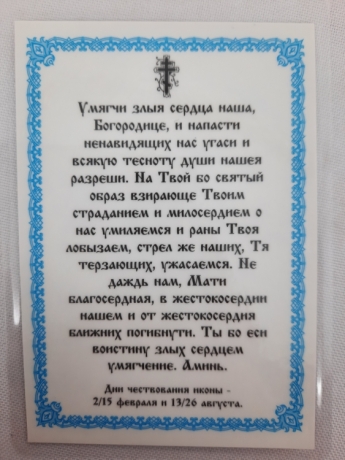 Умягчи злыя сердца наша,
Богородице, и напасти
ненавидящих нас угаси и
всякую тесноту души нашея
разреши. На Твой бо святый
образ взирающе Твоим
страданием и милосердием о
нас умиляемся и раны Твоя
лобызаем, стрел же наших, Тя
терзающих, ужасаемся. Не
даждь нам, Мати
благосердная, в жестокосердии
нашем и от жестокосердия
ближних погибнути. Ты бо еси
воистину злых сердцем
умягчение. Аминь.
Дни чествования иконы -
2/15 февраля и 13/26 августа.